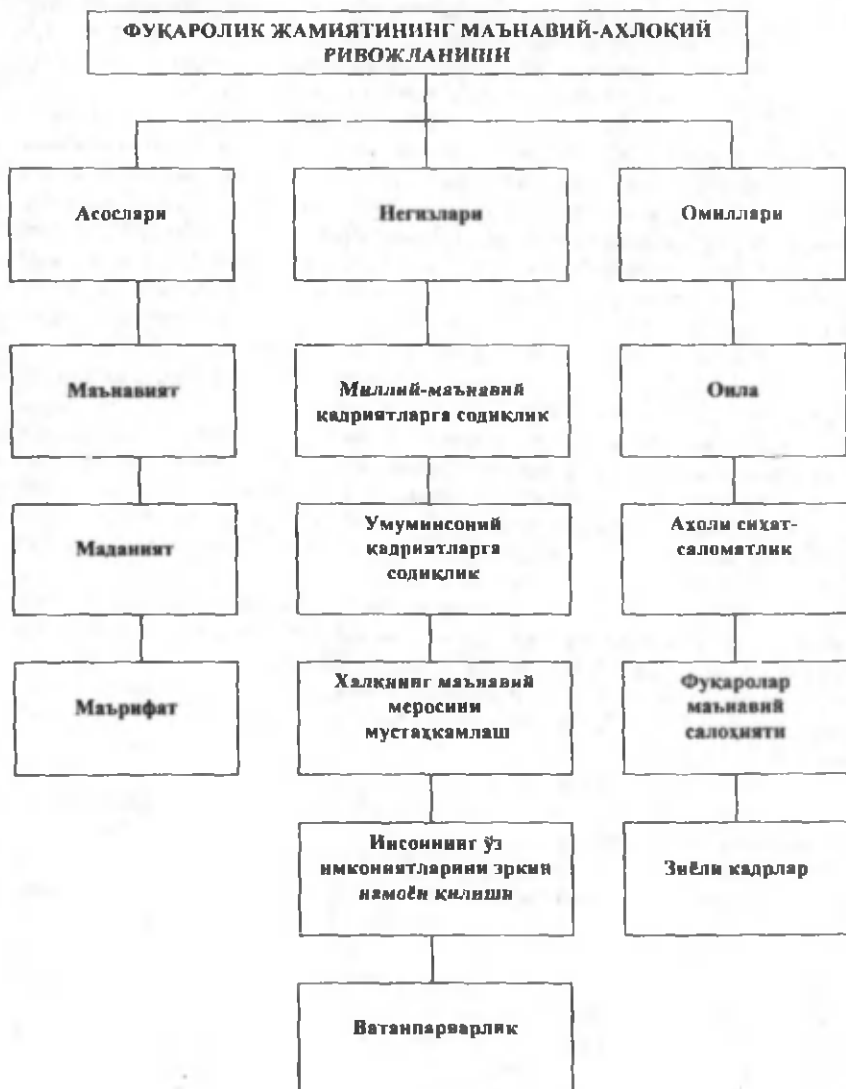 ФУҚАРОЛИК ЖАМИЯТИНИНГ МАЪНАВИЙ-АХЛОҚИЙ
РИВОЖЛАНИШИ
Асослари
Негизлари
Омиллари
Маънавият
Миллий-маънавий
қадриятларга содиқлик
Оила
Маданият
Умуминсоний
қадриятларга
содиқлик
Аҳоли сиҳат-
саломатлик
Маърифат
Халқнинг маънавий
меросини
мустаҳкамлаш
Фуқаролар
маънавий
салоҳияти
Инсоннинг ўз
имкониятларини эркин
намоён қилиши
Зиёли кадрлар
Ватанпарварлик